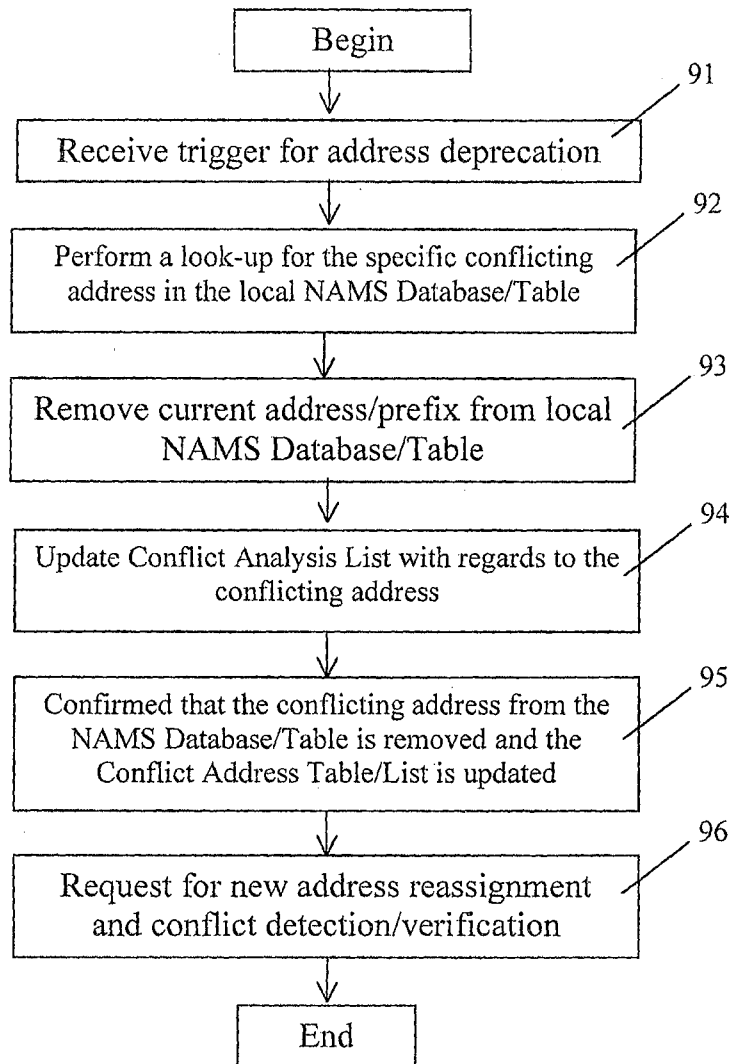 Begin
91
Receive trigger for address deprecation
92
Perform a look-up for the specific conflicting
address in the local NAMS Database/Table
93
Remove current address/prefix from local
NAMS Database/Table
94
Update Conflict Analysis List with regards to the
conflicting address
95
Confirmed that the conflicting address from the
NAMS Database/Table is removed and the
Conflict Address Table/List is updated
96
Request for new address reassignment
and conflict detection/verification
End